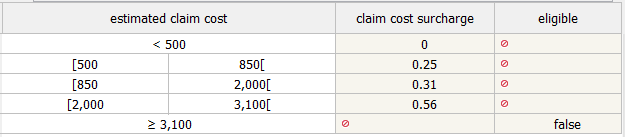 estimated claim cost claim cost surcharge eligible
< 500 0
[500 850[ 0.25
[850 2,000[ 0.31
[2,000 3,100[ 0.56
≥ 3,100 false